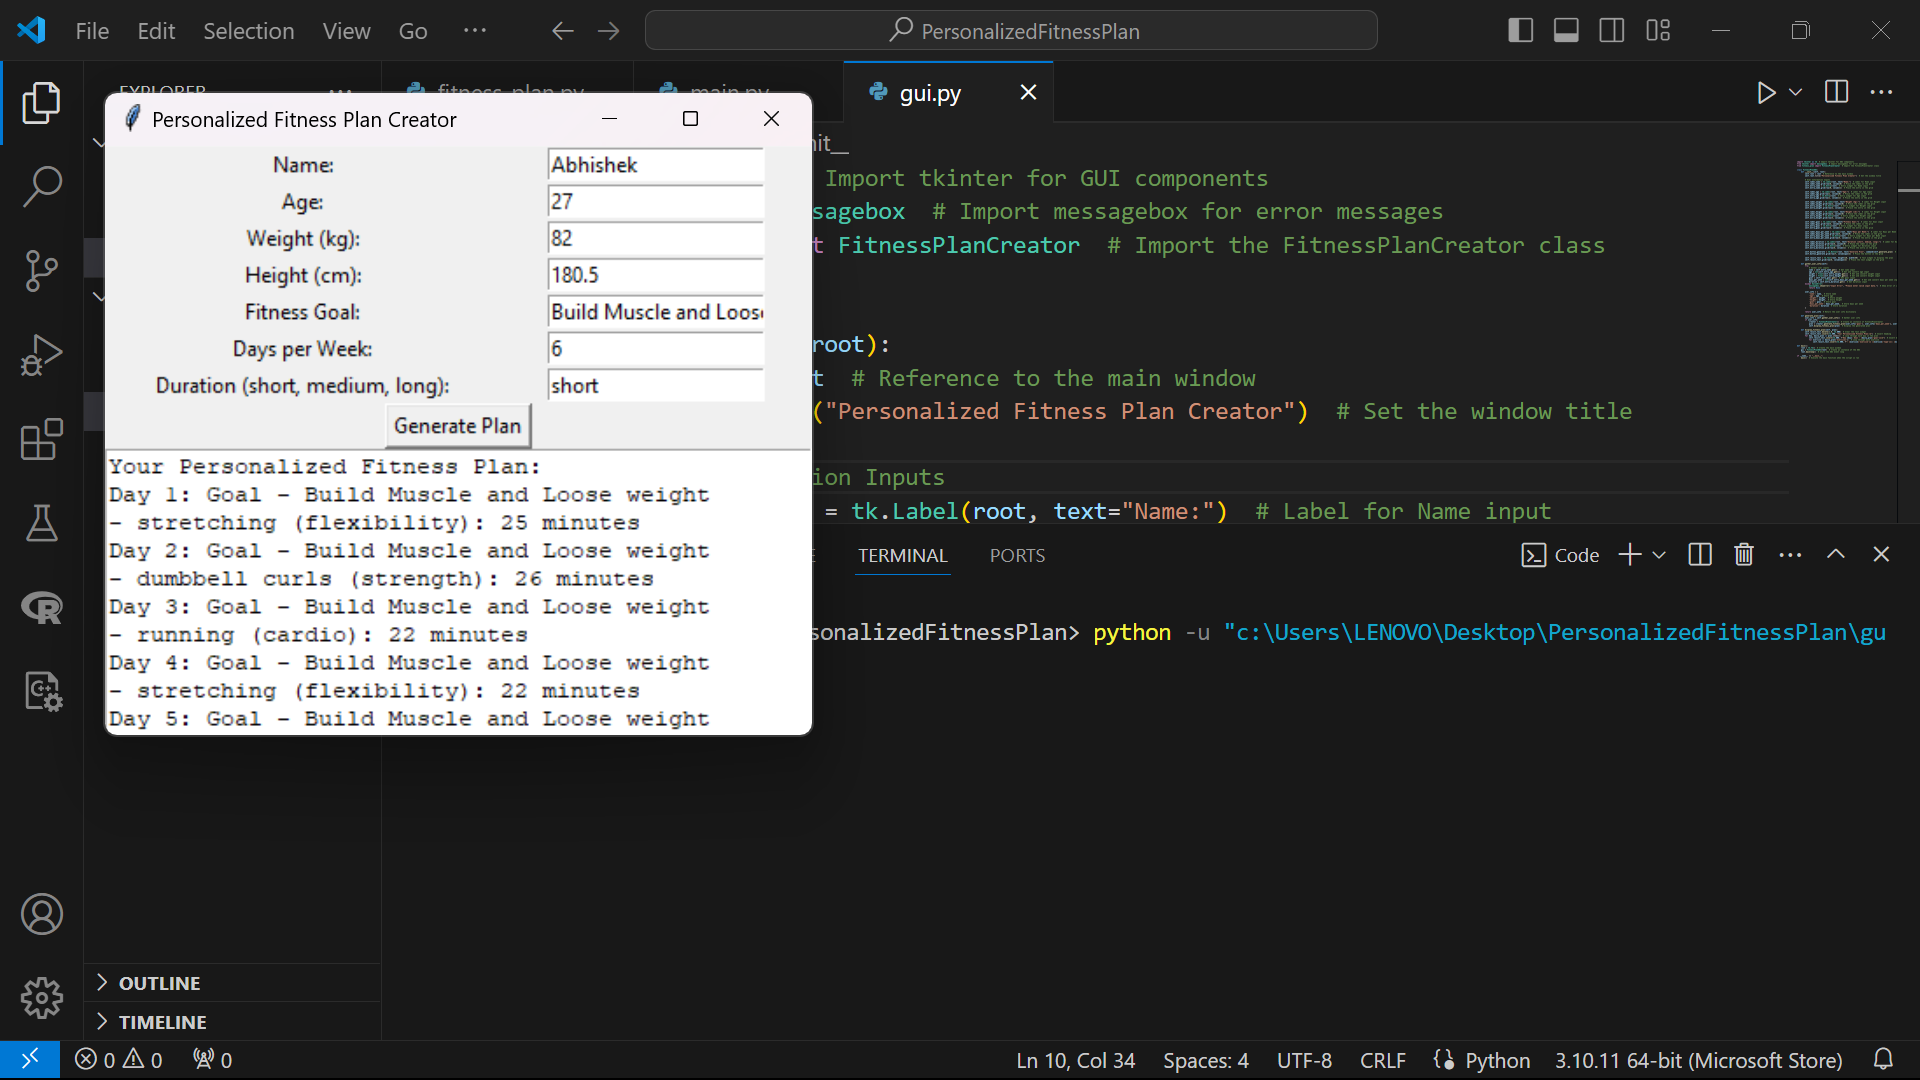 File Edit Selection View Go ··· PersonalizedFitnessPlan
gui.py
Personalized Fitness Plan Creator
Name: Abhishek
Age: 27
Weight (kg): 82
Height (cm): 180.5
Fitness Goal: Build Muscle and Loose
Days per Week: 6
Duration (short, medium, long): short
Generate Plan
Your Personalized Fitness Plan:
Day 1: Goal - Build Muscle and Loose weight
- stretching (flexibility): 25 minutes
Day 2: Goal - Build Muscle and Loose weight
- dumbbell curls (strength): 26 minutes
Day 3: Goal - Build Muscle and Loose weight
- running (cardio): 22 minutes
Day 4: Goal - Build Muscle and Loose weight
- stretching (flexibility): 22 minutes
Day 5: Goal - Build Muscle and Loose weight
it__
Import tkinter for GUI components
sagebox # Import messagebox for error messages
t FitnessPlanCreator # Import the FitnessPlanCreator class
root):
t # Reference to the main window
("Personalized Fitness Plan Creator") # Set the window title
ion Inputs
= tk.Label(root, text="Name:") # Label for Name input
TERMINAL PORTS
Code
sonalizedFitnessPlan> python -u "c:\Users\LENOVO\Desktop\PersonalizedFitnessPlan\gu
OUTLINE
TIMELINE
0 0 0
Ln 10, Col 34 Spaces: 4 UTF-8 CRLF Python 3.10.11 64-bit (Microsoft Store)